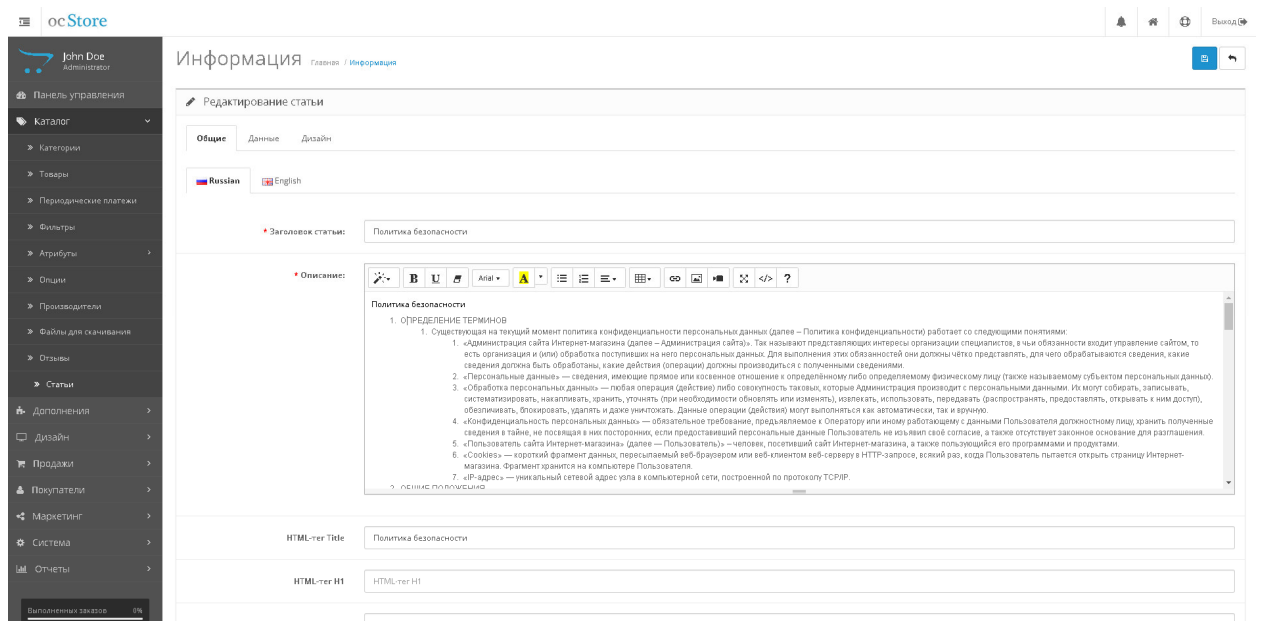 ocStore
Выход
John Doe
Administrator
Информация Главная / Информация
Панель управления
Каталог
Категории
Товары
Периодические платежи
Фильтры
Атрибуты
Опции
Производители
Файлы для скачивания
Отзывы
Статьи
Дополнения
Дизайн
Продажи
Покупатели
Маркетинг
Система
Отчеты
Выполненных заказов 0%
Редактирование статьи
Общие Данные Дизайн
Russian English
* Заголовок статьи: Политика безопасности
* Описание:
B U Arial A </> ?
Политика безопасности
1. ОПРЕДЕЛЕНИЕ ТЕРМИНОВ
1. Существующая на текущий момент политика конфиденциальности персональных данных (далее – Политика конфиденциальности) работает со следующими понятиями:
1. «Администрация сайта Интернет-магазина (далее – Администрация сайта)». Так называют представляющих интересы организации специалистов, в чьи обязанности входит управление сайтом, то
есть организация и (или) обработка поступивших на него персональных данных. Для выполнения этих обязанностей они должны чётко представлять, для чего обрабатываются сведения, какие
сведения должна быть обработаны, какие действия (операции) должны производиться с полученными сведениями.
2. «Персональные данные» — сведения, имеющие прямое или косвенное отношение к определённому либо определяемому физическому лицу (также называемому субъектом персональных данных).
3. «Обработка персональных данных» — любая операция (действие) либо совокупность таковых, которые Администрация производит с персональными данными. Их могут собирать, записывать,
систематизировать, накапливать, хранить, уточнять (при необходимости обновлять или изменять), извлекать, использовать, передавать (распространять, предоставлять, открывать к ним доступ),
обезличивать, блокировать, удалять и даже уничтожать. Данные операции (действия) могут выполняться как автоматически, так и вручную.
4. «Конфиденциальность персональных данных» — обязательное требование, предъявляемое к Оператору или иному работающему с данными Пользователя должностному лицу, хранить полученные
сведения в тайне, не посвящая в них посторонних, если предоставивший персональные данные Пользователь не изъявил своё согласие, а также отсутствует законное основание для разглашения.
5. «Пользователь сайта Интернет-магазина» (далее — Пользователь)» – человек, посетивший сайт Интернет-магазина, а также пользующийся его программами и продуктами.
6. «Cookies» — короткий фрагмент данных, пересылаемый веб-браузером или веб-клиентом веб-серверу в HTTP-запросе, всякий раз, когда Пользователь пытается открыть страницу Интернет-
магазина. Фрагмент хранится на компьютере Пользователя.
7. «IP-адрес» — уникальный сетевой адрес узла в компьютерной сети, построенной по протоколу TCP/IP.
2. ОБЩИЕ ПОЛОЖЕНИЯ
HTML-тег Title Политика безопасности
HTML-тег H1 HTML-тег H1